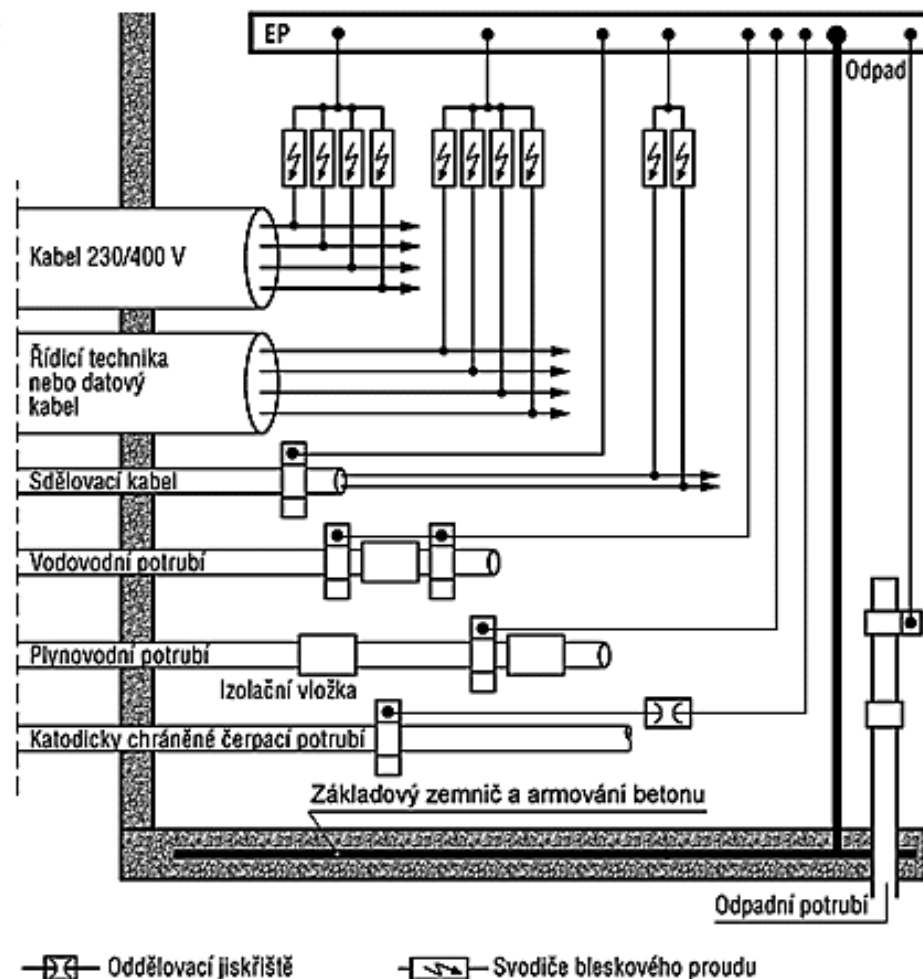 EP
Odpad
Kabel 230/400 V
Řídicí technika
nebo datový
kabel
Sdělovací kabel
Vodovodní potrubí
Plynovodní potrubí
Izolační vložka
Katodicky chráněné čerpací potrubí
Základový zemnič a armování betonu
Odpadní potrubí
Oddělovací jiskřiště
Svodiče bleskového proudu